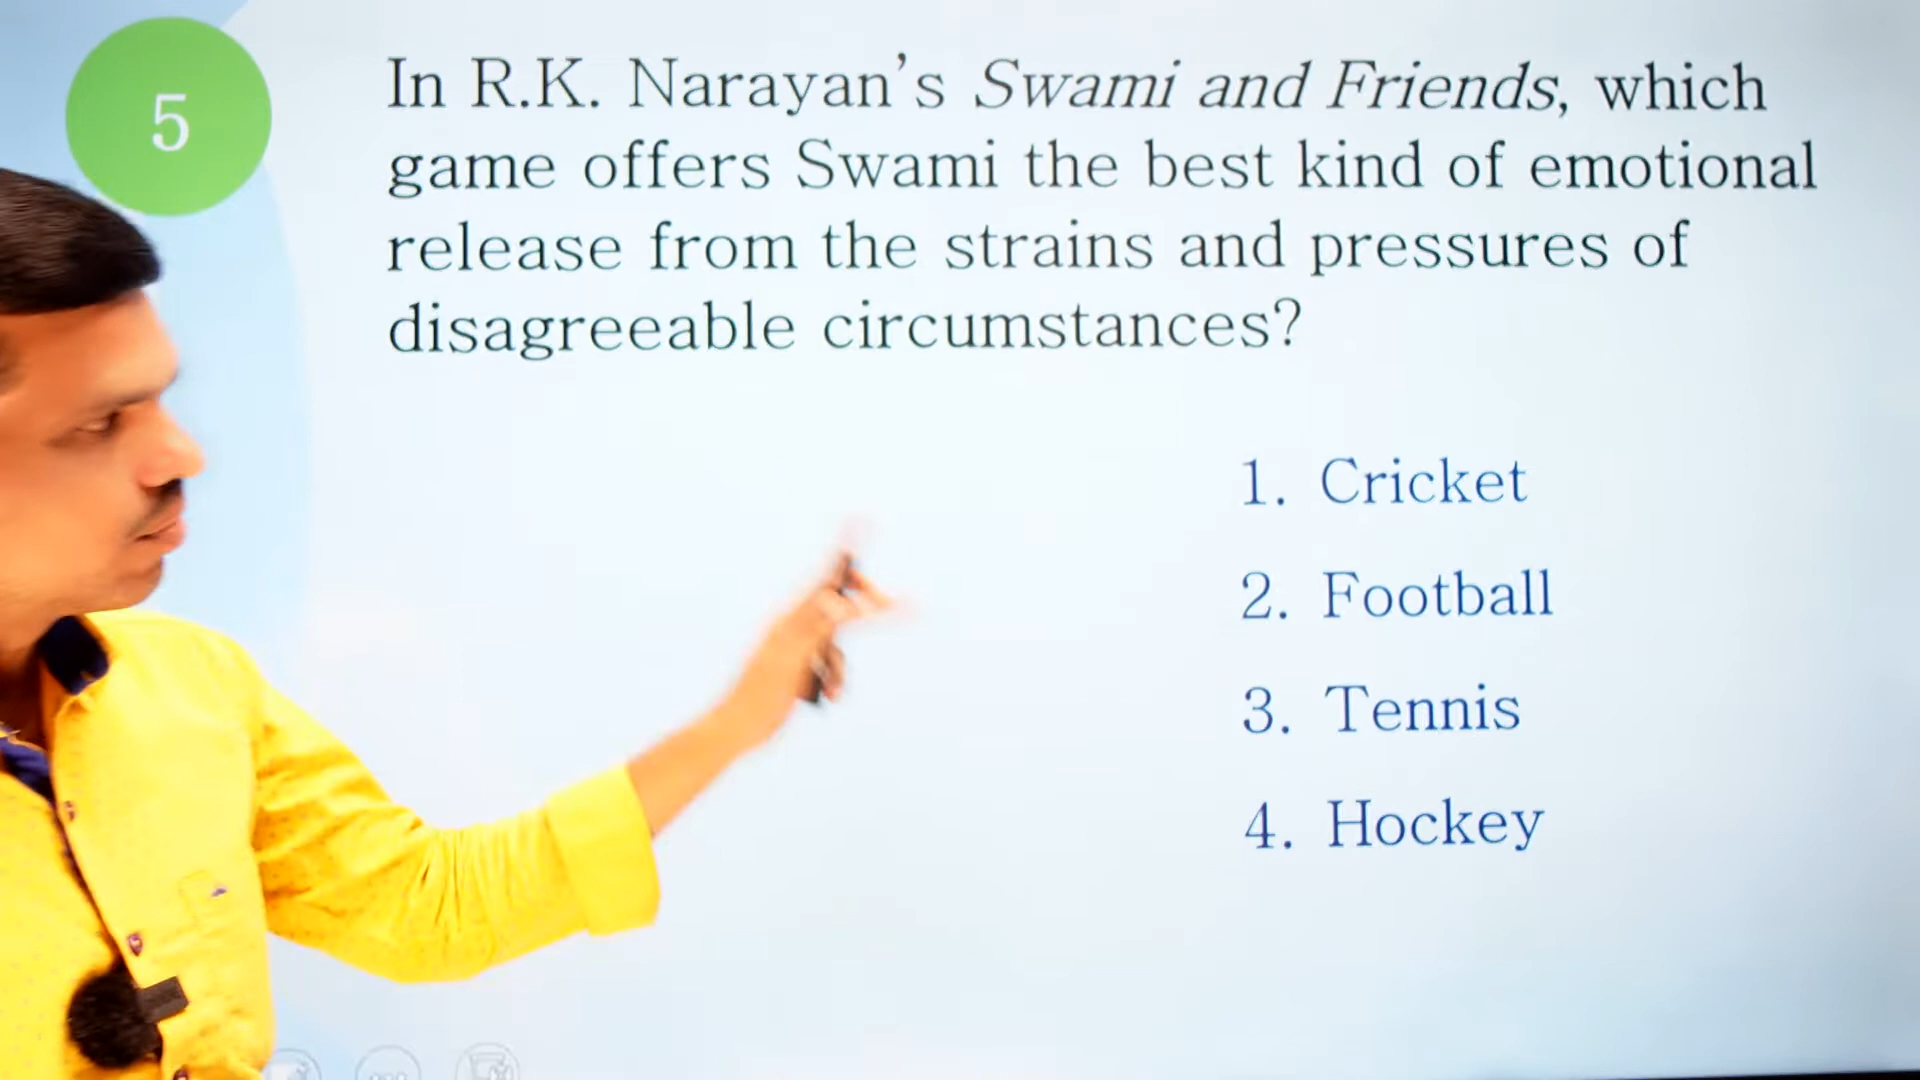 5
In R.K. Narayan's Swami and Friends, which
game offers Swami the best kind of emotional
release from the strains and pressures of
disagreeable circumstances?
1. Cricket
2. Football
3. Tennis
4. Hockey